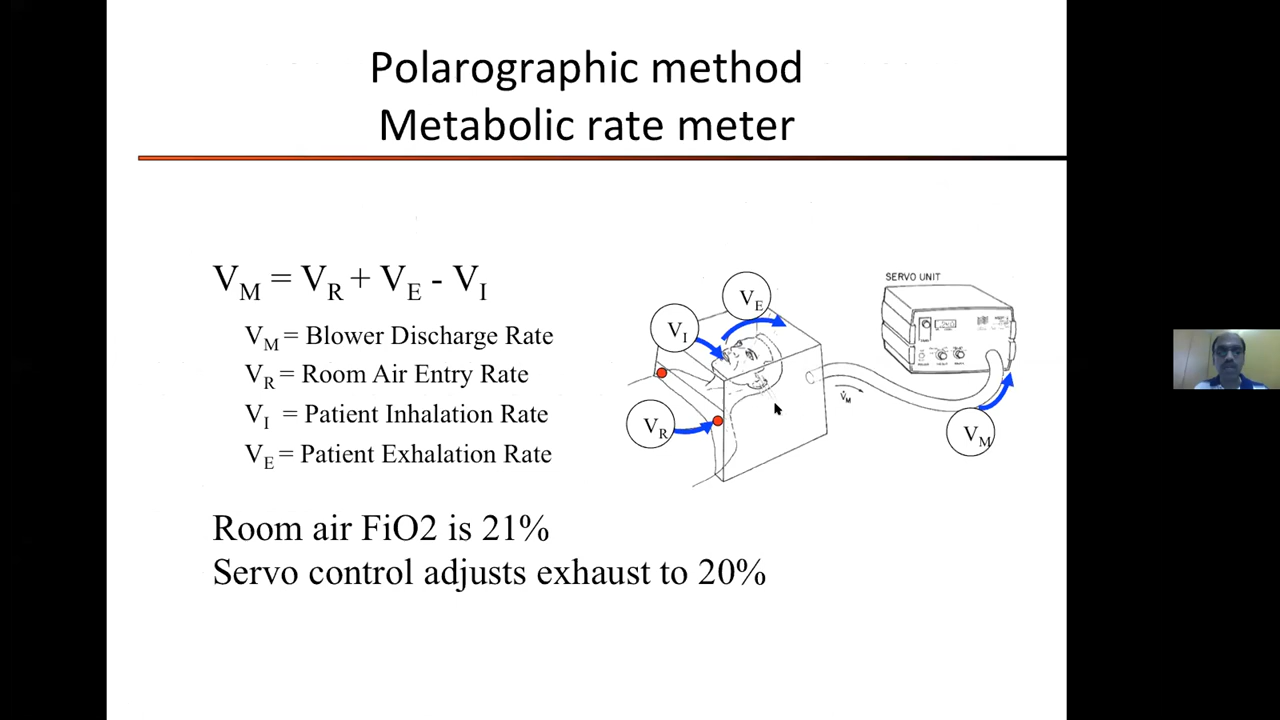 Polarographic method
Metabolic rate meter
VM = VR + VE - VI
VM = Blower Discharge Rate
VR = Room Air Entry Rate
VI = Patient Inhalation Rate
VE = Patient Exhalation Rate
Room air FiO2 is 21%
Servo control adjusts exhaust to 20%
SERVO UNIT
VE
VI
VR
V̇M
VM